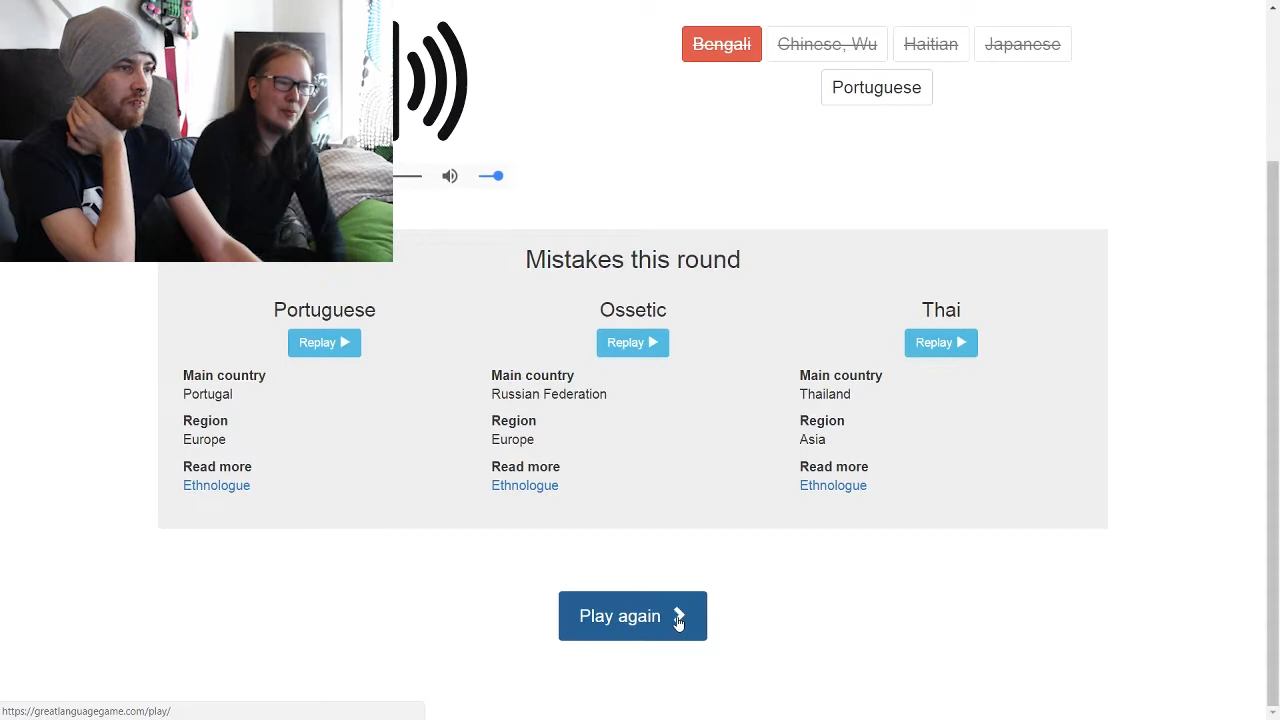 Bengali Chinese, Wu Haitian Japanese
Portuguese
Mistakes this round
Portuguese Ossetic Thai
Replay Replay Replay
Main country Main country Main country
Portugal Russian Federation Thailand
Region Region Region
Europe Europe Asia
Read more Read more Read more
Ethnologue Ethnologue Ethnologue
Play again
https://greatlanguagegame.com/play/